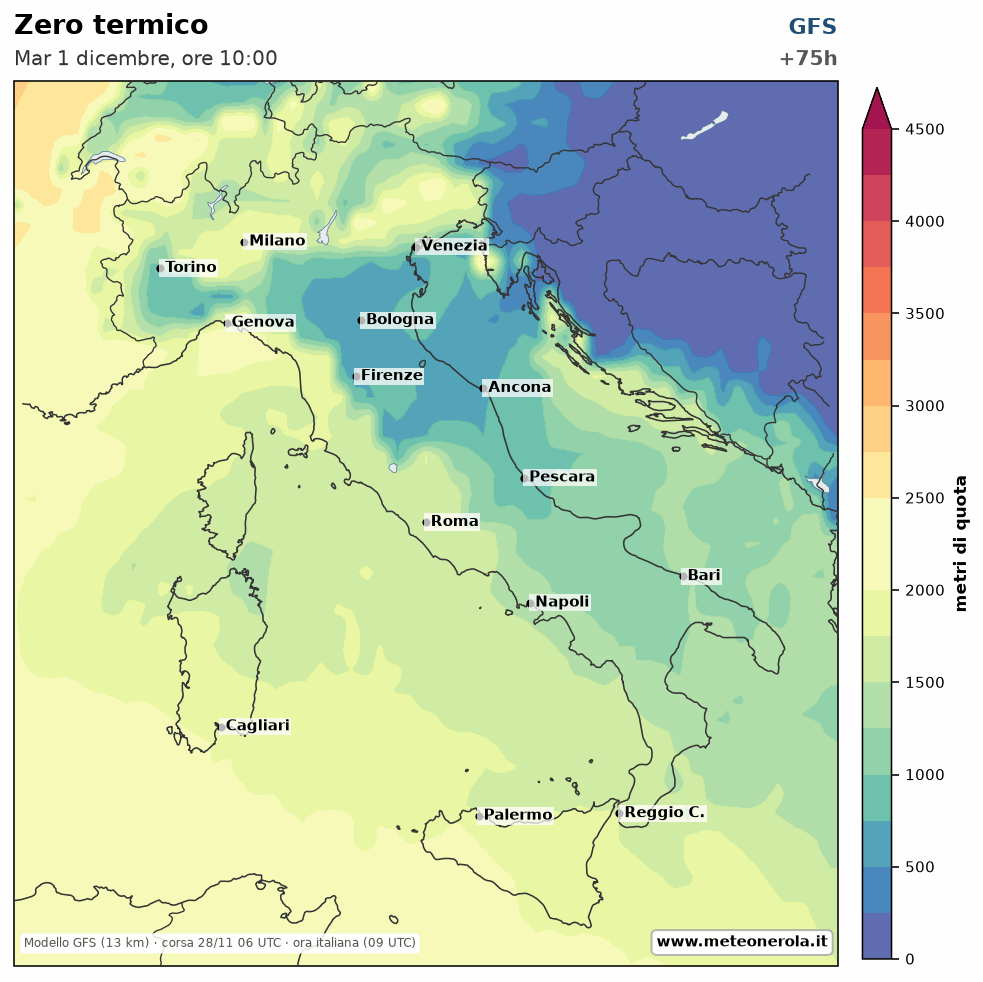 Zero termico
GFS
Mar 1 dicembre, ore 10:00
+75h
4500
4000
3500
3000
2500
2000
1500
1000
500
0
metri di quota
Milano
Venezia
Torino
Genova
Bologna
Firenze
Ancona
Pescara
Roma
Bari
Napoli
Cagliari
Palermo
Reggio C.
Modello GFS (13 km) · corsa 28/11 06 UTC · ora italiana (09 UTC)
www.meteonerola.it